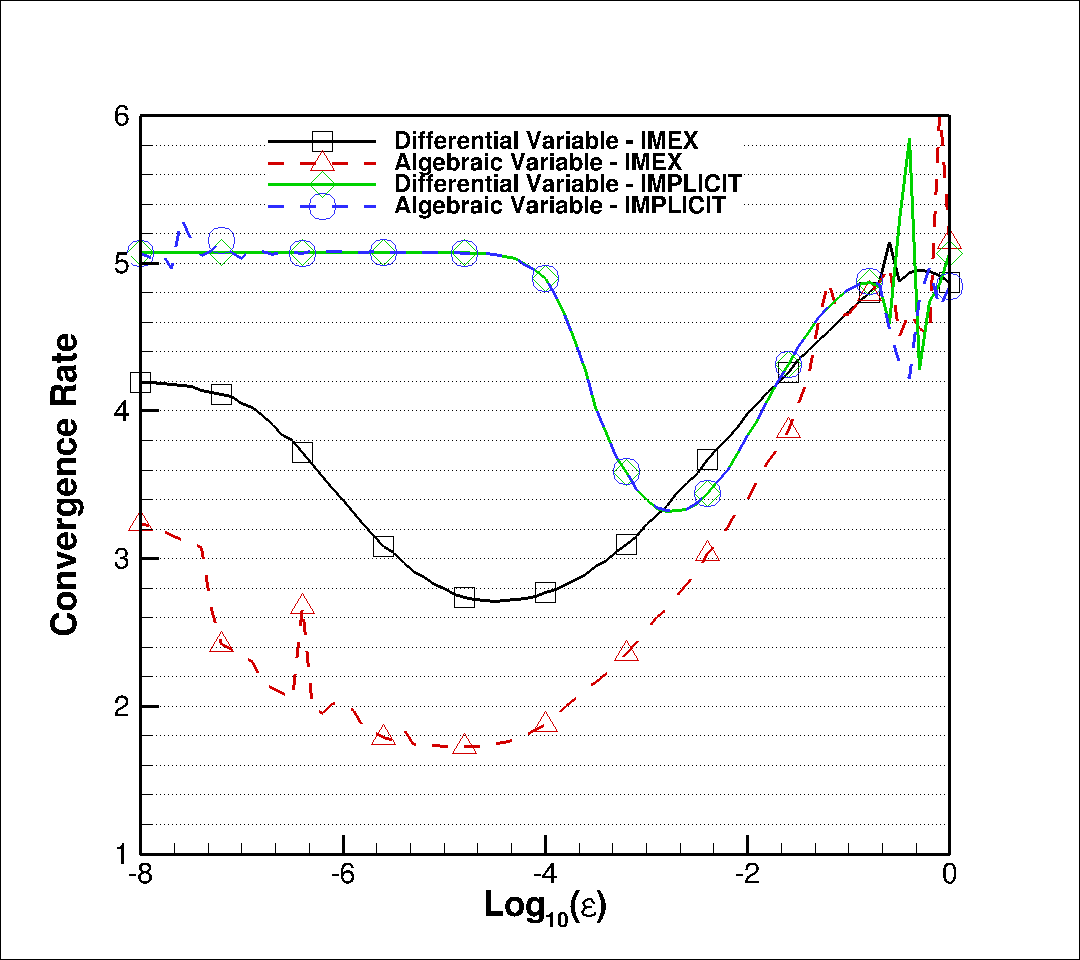 6
Differential Variable - IMEX
Algebraic Variable - IMEX
Differential Variable - IMPLICIT
Algebraic Variable - IMPLICIT
5
4
3
2
1
Convergence Rate
-8 -6 -4 -2 0
Log10(ε)